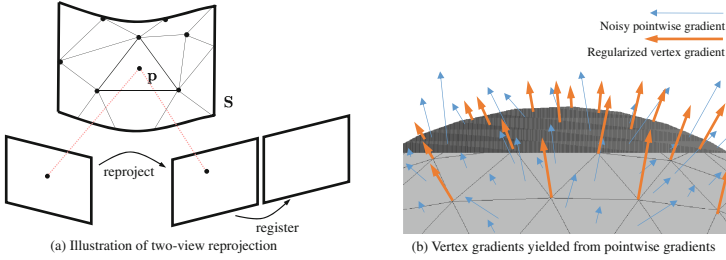 p
S
reproject
register
(a) Illustration of two-view reprojection
Noisy pointwise gradient
Regularized vertex gradient
(b) Vertex gradients yielded from pointwise gradients